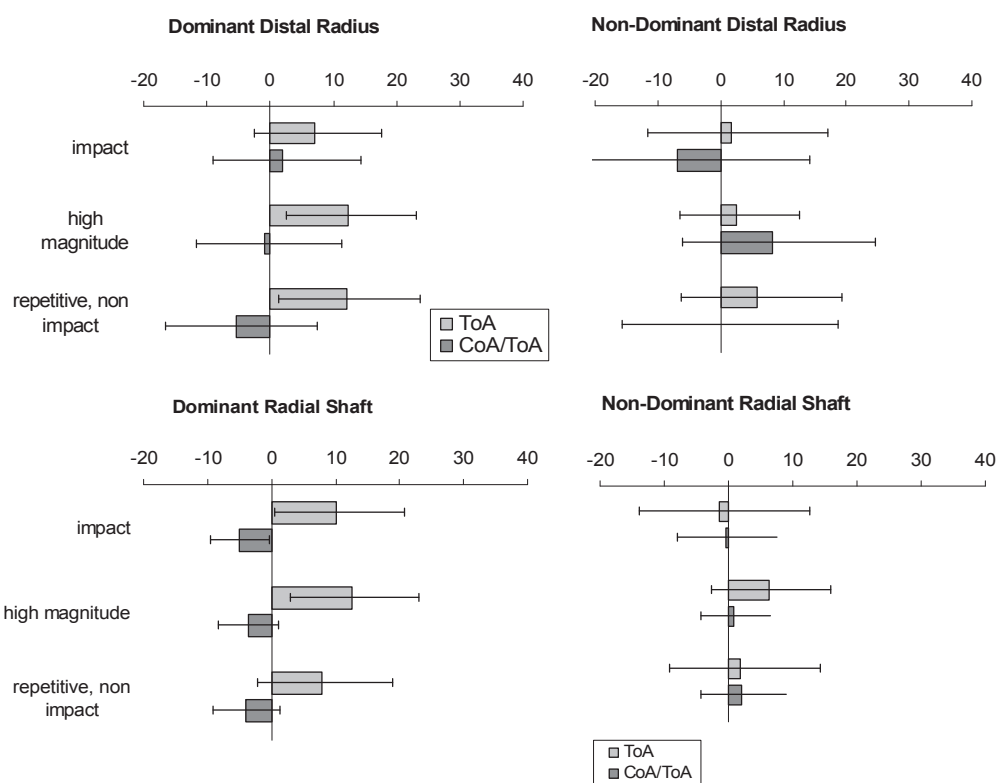 Dominant Distal Radius
-20 -10 0 10 20 30 40
impact
high
magnitude
repetitive, non
impact
ToA
CoA/ToA
Non-Dominant Distal Radius
-20 -10 0 10 20 30 40
Dominant Radial Shaft
-20 -10 0 10 20 30 40
impact
high magnitude
repetitive, non
impact
Non-Dominant Radial Shaft
-20 -10 0 10 20 30 40
ToA
CoA/ToA